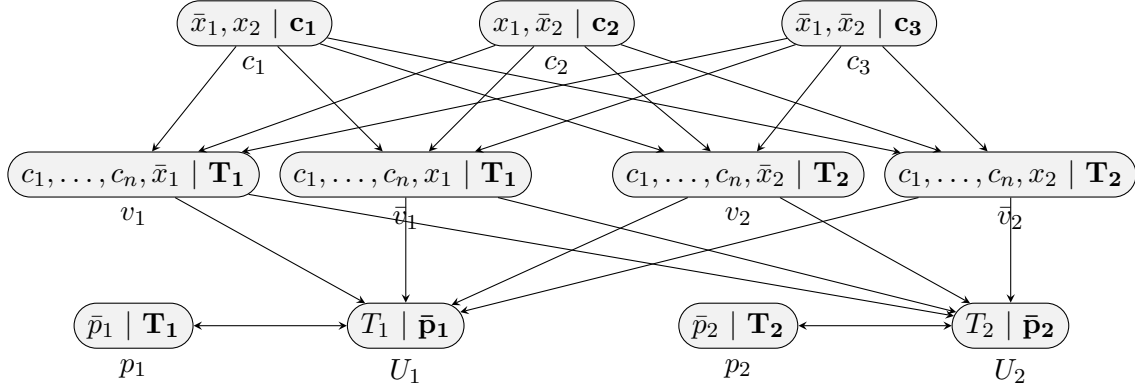 x̄₁, x₂ | c₁ x₁, x̄₂ | c₂ x̄₁, x̄₂ | c₃
c₁ c₂ c₃
c₁, . . . , cₙ, x̄₁ | T₁ c₁, . . . , cₙ, x₁ | T₁ c₁, . . . , cₙ, x̄₂ | T₂ c₁, . . . , cₙ, x₂ | T₂
v₁ v̄₁ v₂ v̄₂
p̄₁ | T₁ T₁ | p̄₁ p̄₂ | T₂ T₂ | p̄₂
p₁ U₁ p₂ U₂